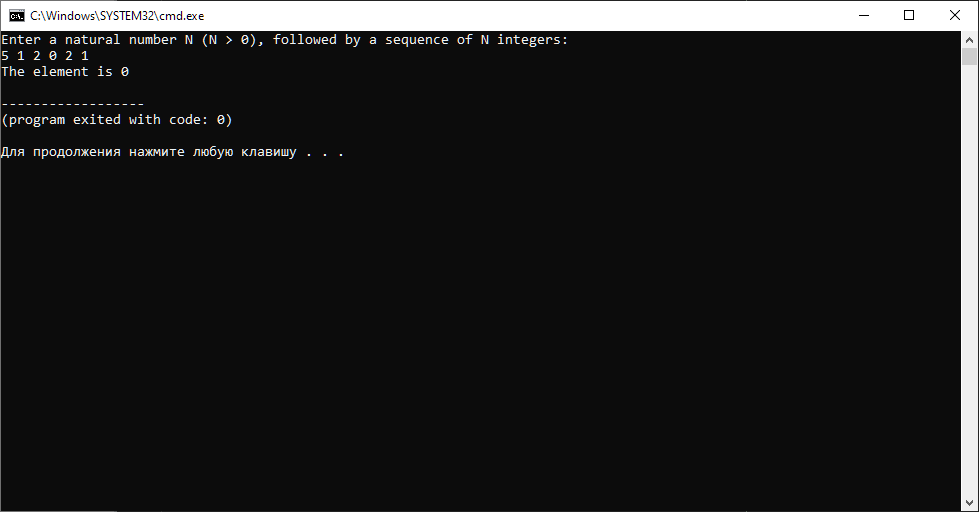 C:\Windows\SYSTEM32\cmd.exe
Enter a natural number N (N > 0), followed by a sequence of N integers:
5 1 2 0 2 1
The element is 0
------------------
(program exited with code: 0)
Для продолжения нажмите любую клавишу . . .